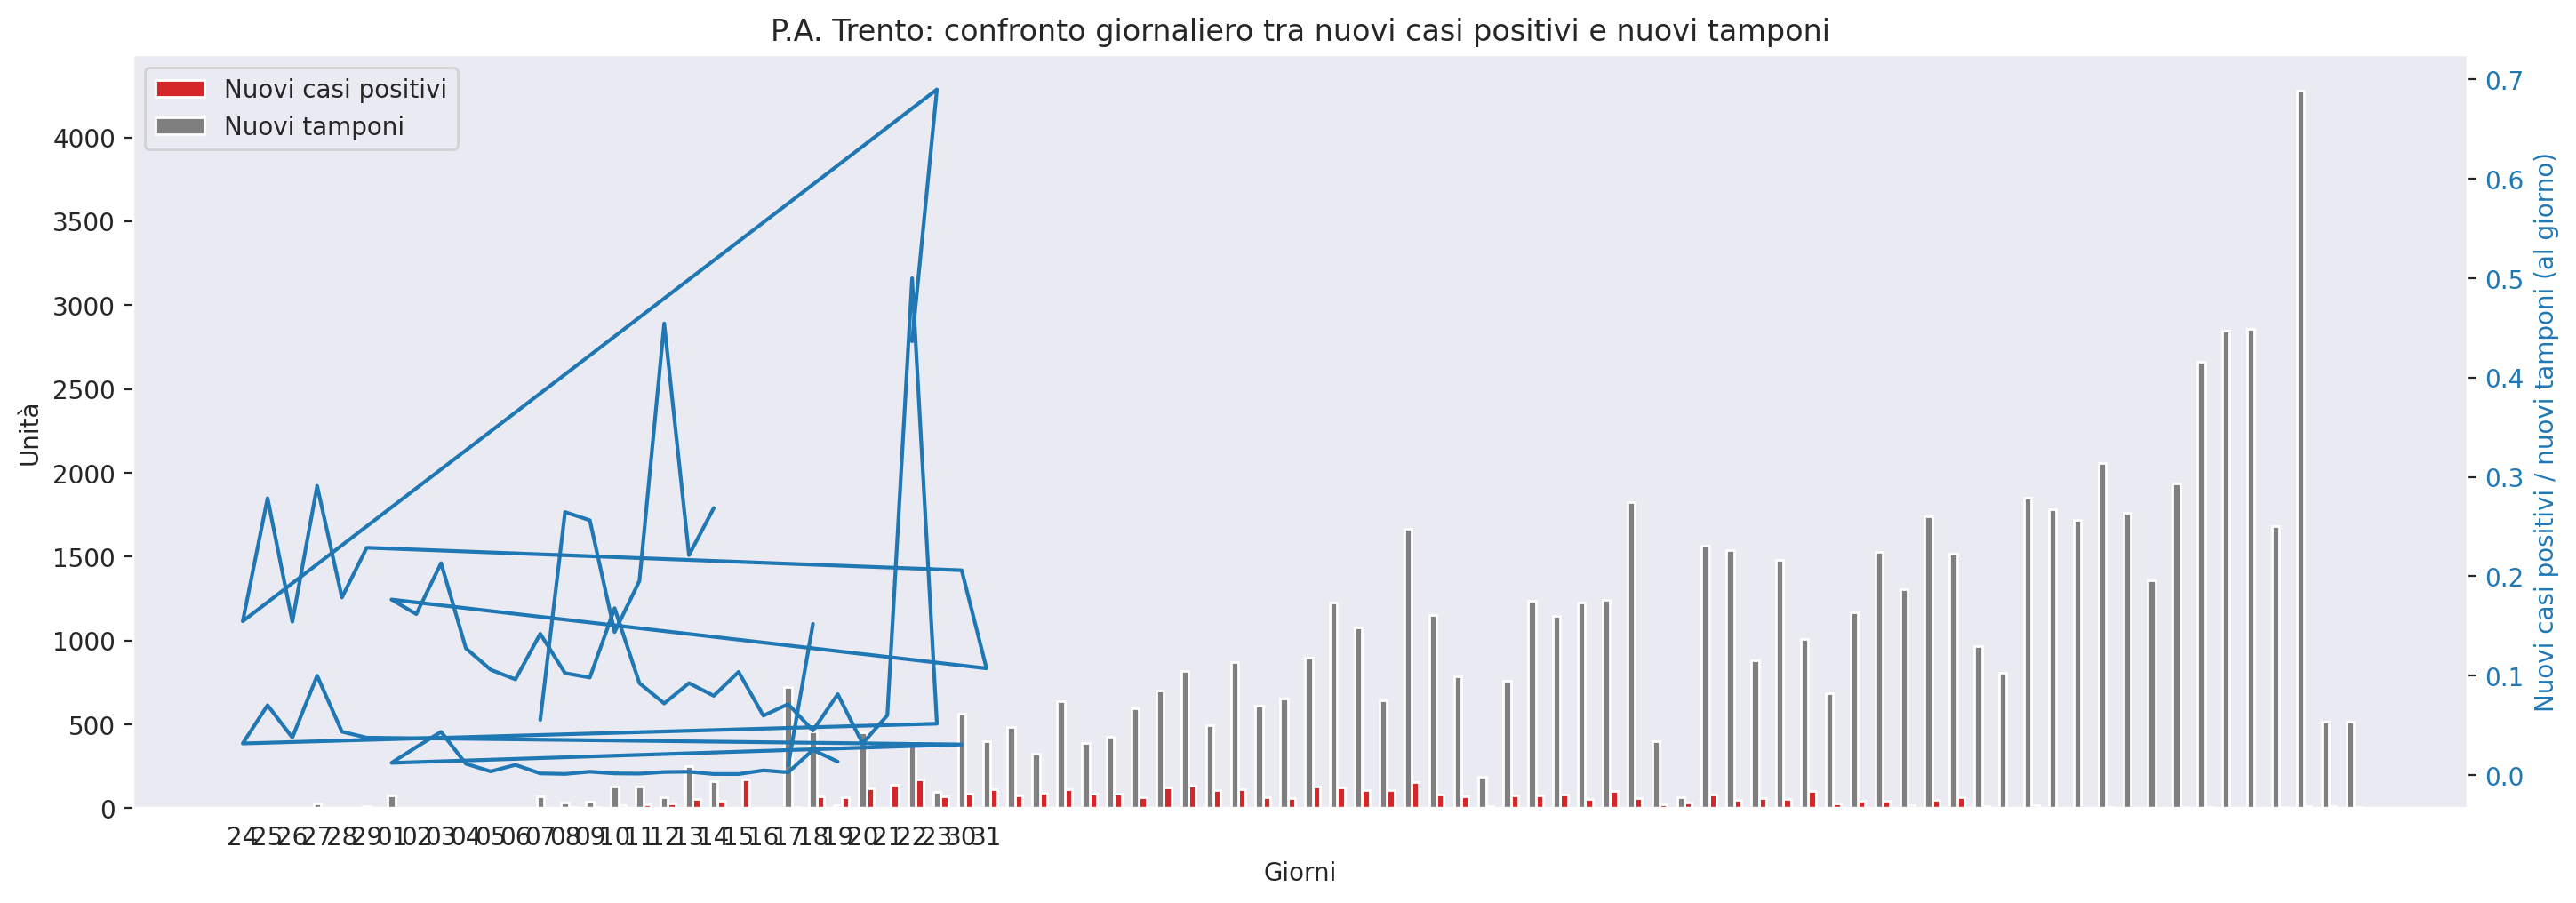 P.A. Trento: confronto giornaliero tra nuovi casi positivi e nuovi tamponi
Nuovi casi positivi
Nuovi tamponi
4000
3500
3000
2500
2000
1500
1000
500
0
Unità
0.7
0.6
0.5
0.4
0.3
0.2
0.1
0.0
Nuovi casi positivi / nuovi tamponi (al giorno)
24 25 26 27 28 29 01 02 03 04 05 06 07 08 09 10 11 12 13 14 15 16 17 18 19 20 21 22 23 30 31
Giorni